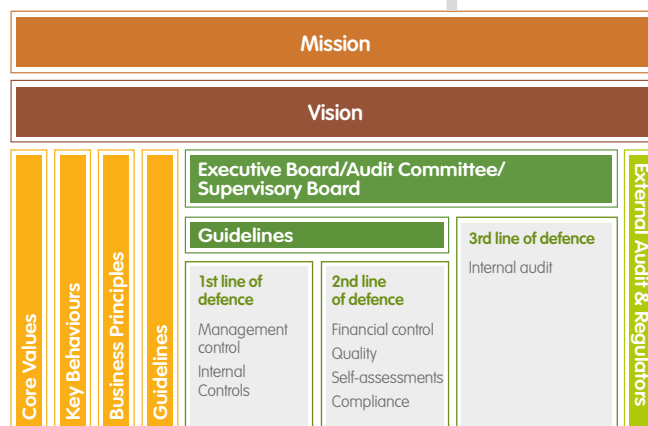 Mission
Vision
Core Values
Key Behaviours
Business Principles
Guidelines
Executive Board/Audit Committee/
Supervisory Board
Guidelines
1st line of
defence
Management
control
Internal
Controls
2nd line
of defence
Financial control
Quality
Self-assessments
Compliance
3rd line of defence
Internal audit
External Audit & Regulators